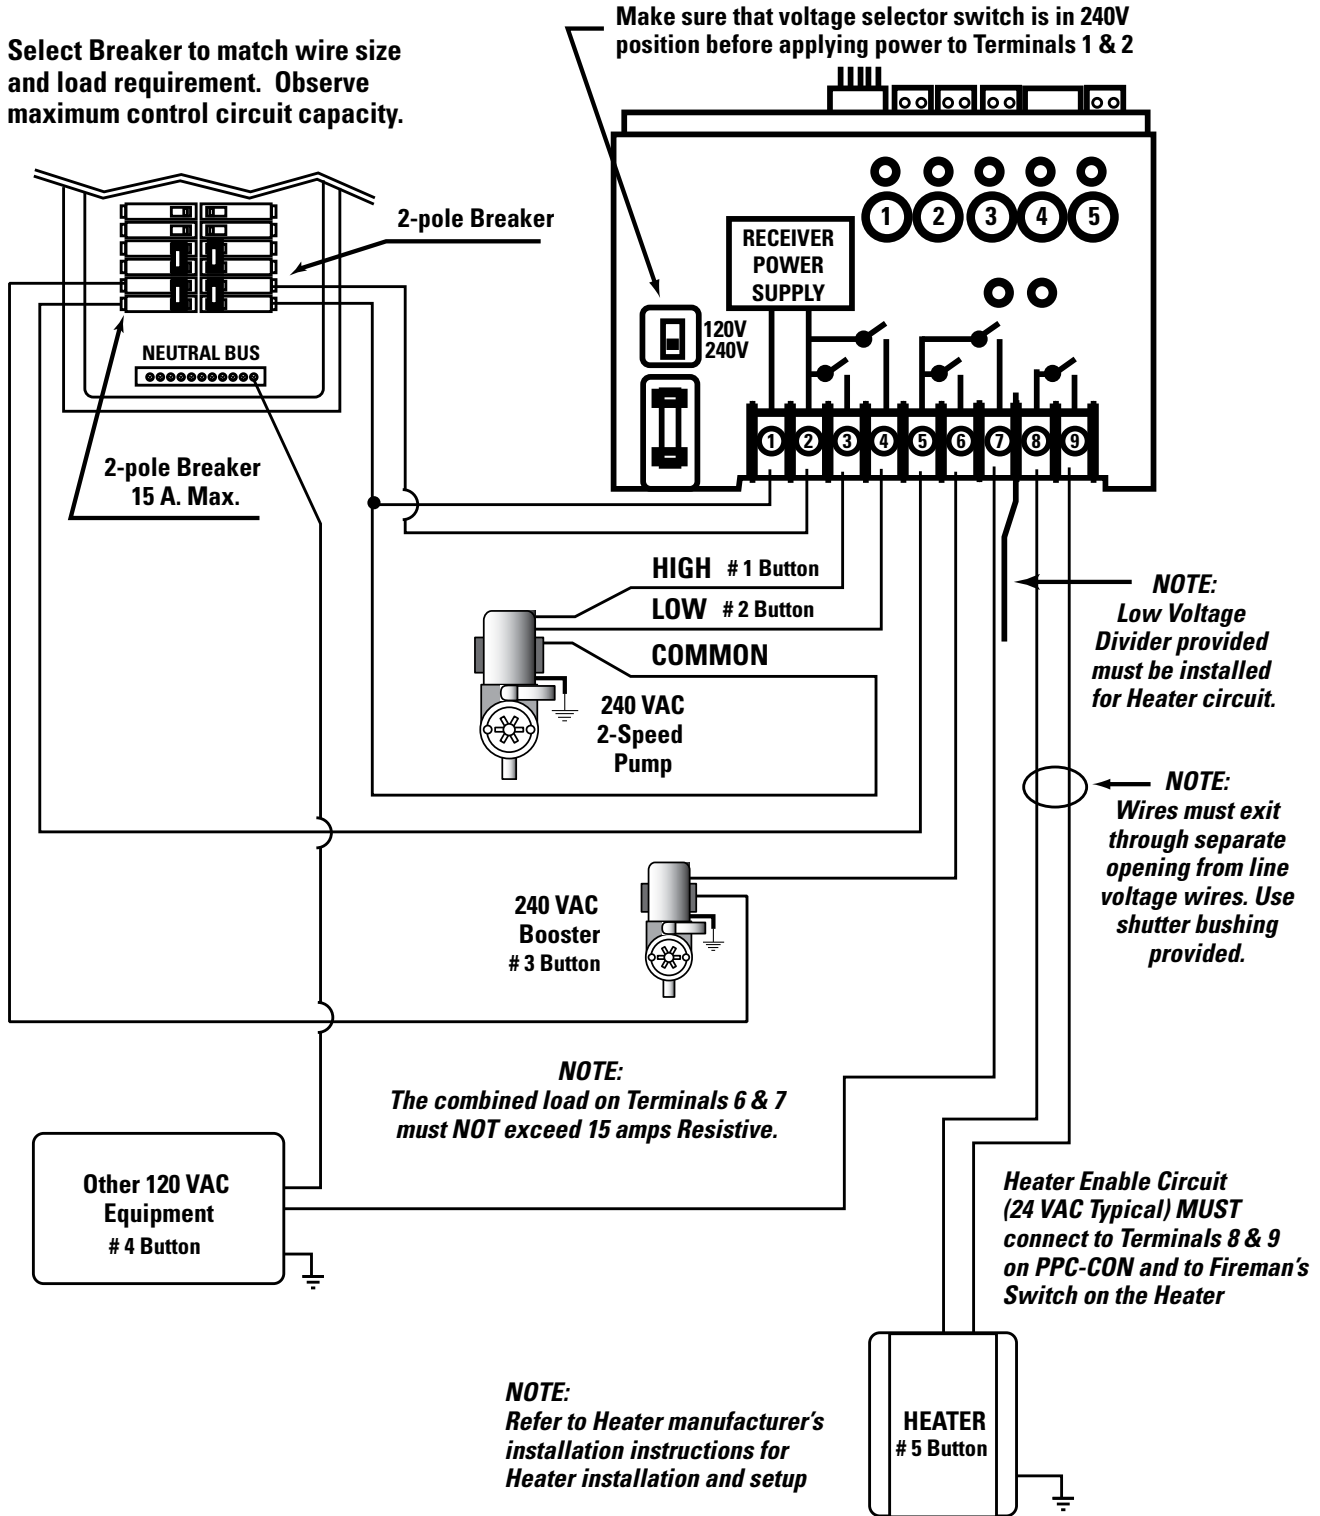 Make sure that voltage selector switch is in 240V
position before applying power to Terminals 1 & 2
Select Breaker to match wire size
and load requirement.  Observe
maximum control circuit capacity.
2-pole Breaker
1 2 3 4 5
RECEIVER
POWER
SUPPLY
120V
240V
NEUTRAL BUS
1 2 3 4 5 6 7 8 9
2-pole Breaker
15 A. Max.
HIGH # 1 Button
LOW # 2 Button
COMMON
240 VAC
2-Speed
Pump
NOTE:
Low Voltage
Divider provided
must be installed
for Heater circuit.
NOTE:
Wires must exit
through separate
opening from line
voltage wires. Use
shutter bushing
provided.
240 VAC
Booster
# 3 Button
NOTE:
The combined load on Terminals 6 & 7
must NOT exceed 15 amps Resistive.
Other 120 VAC
Equipment
# 4 Button
Heater Enable Circuit
(24 VAC Typical) MUST
connect to Terminals 8 & 9
on PPC-CON and to Fireman's
Switch on the Heater
NOTE:
Refer to Heater manufacturer's
installation instructions for
Heater installation and setup
HEATER
# 5 Button